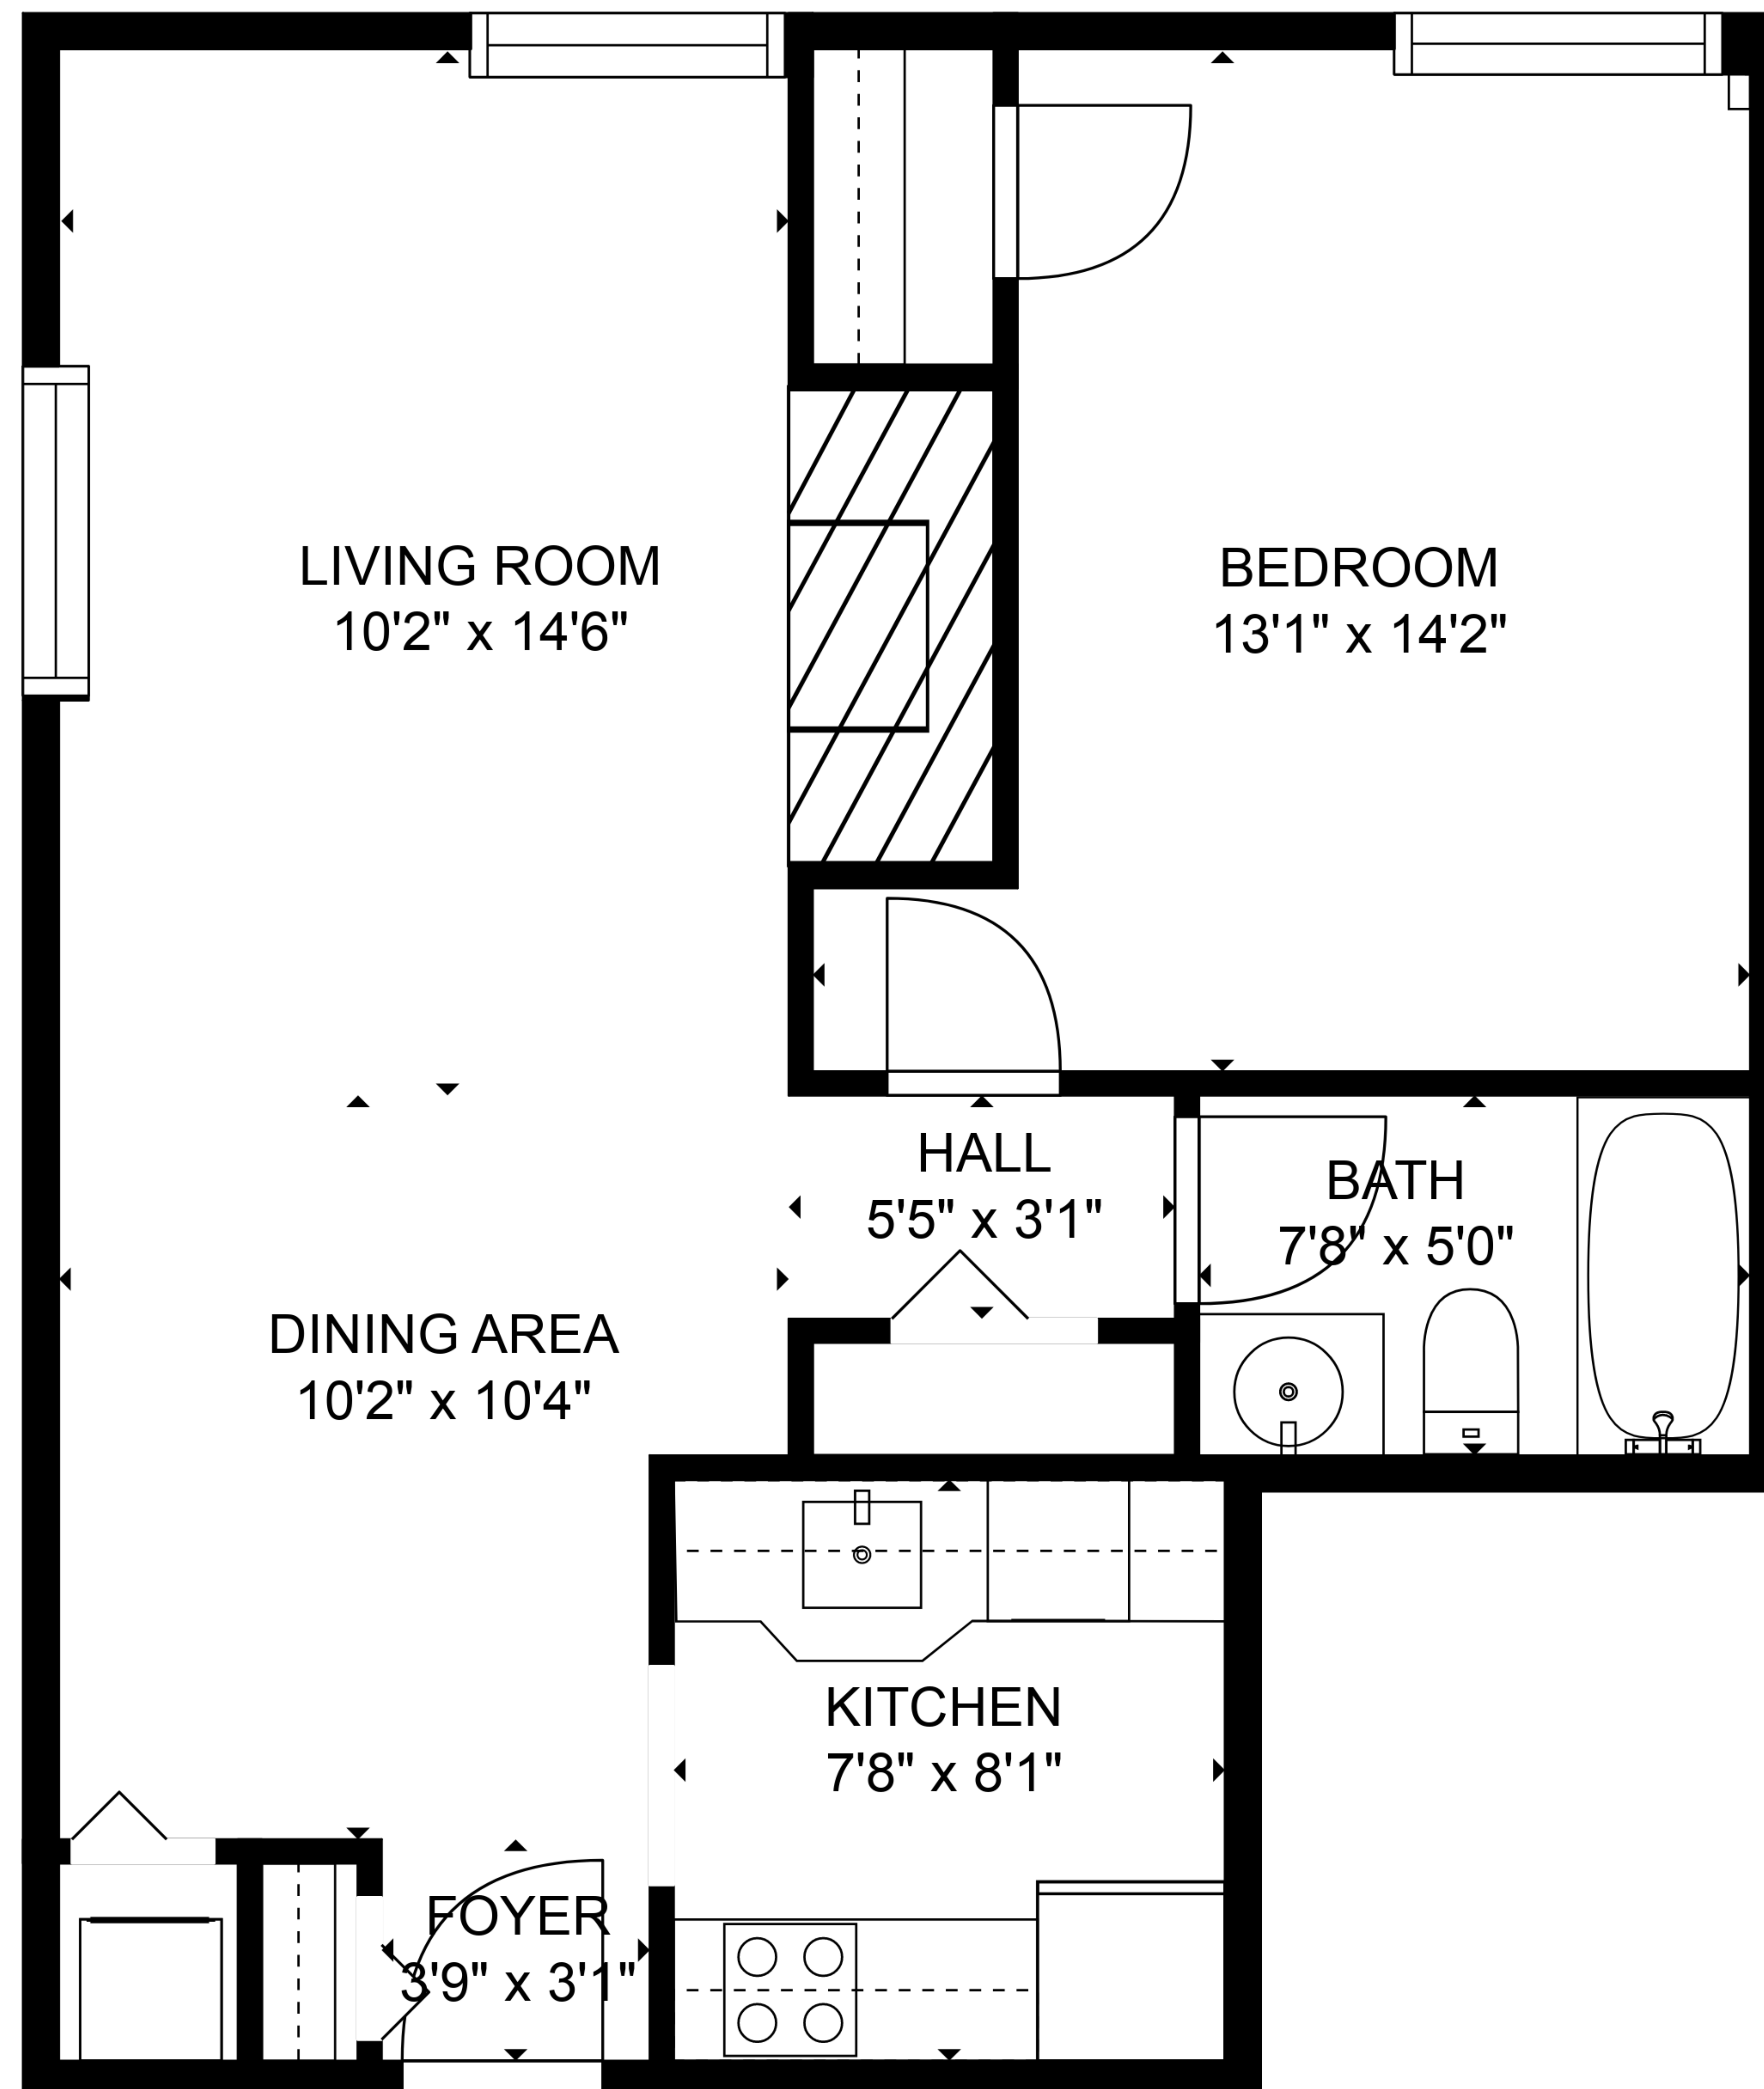 LIVING ROOM
10'2" x 14'6"
BEDROOM
13'1" x 14'2"
HALL
5'5" x 3'1"
BATH
7'8" x 5'0"
DINING AREA
10'2" x 10'4"
KITCHEN
7'8" x 8'1"
FOYER
3'9" x 3'1"